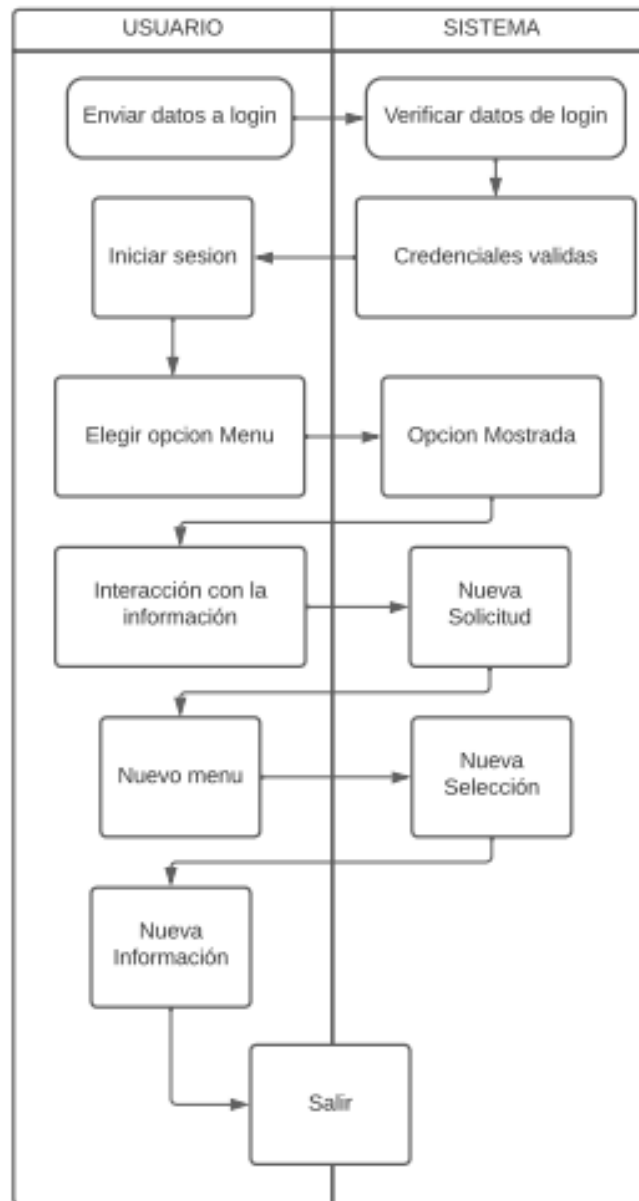 USUARIO
SISTEMA
Enviar datos a login
Verificar datos de login
Iniciar sesion
Credenciales validas
Elegir opcion Menu
Opcion Mostrada
Interacción con la
información
Nueva
Solicitud
Nuevo menu
Nueva
Selección
Nueva
Información
Salir